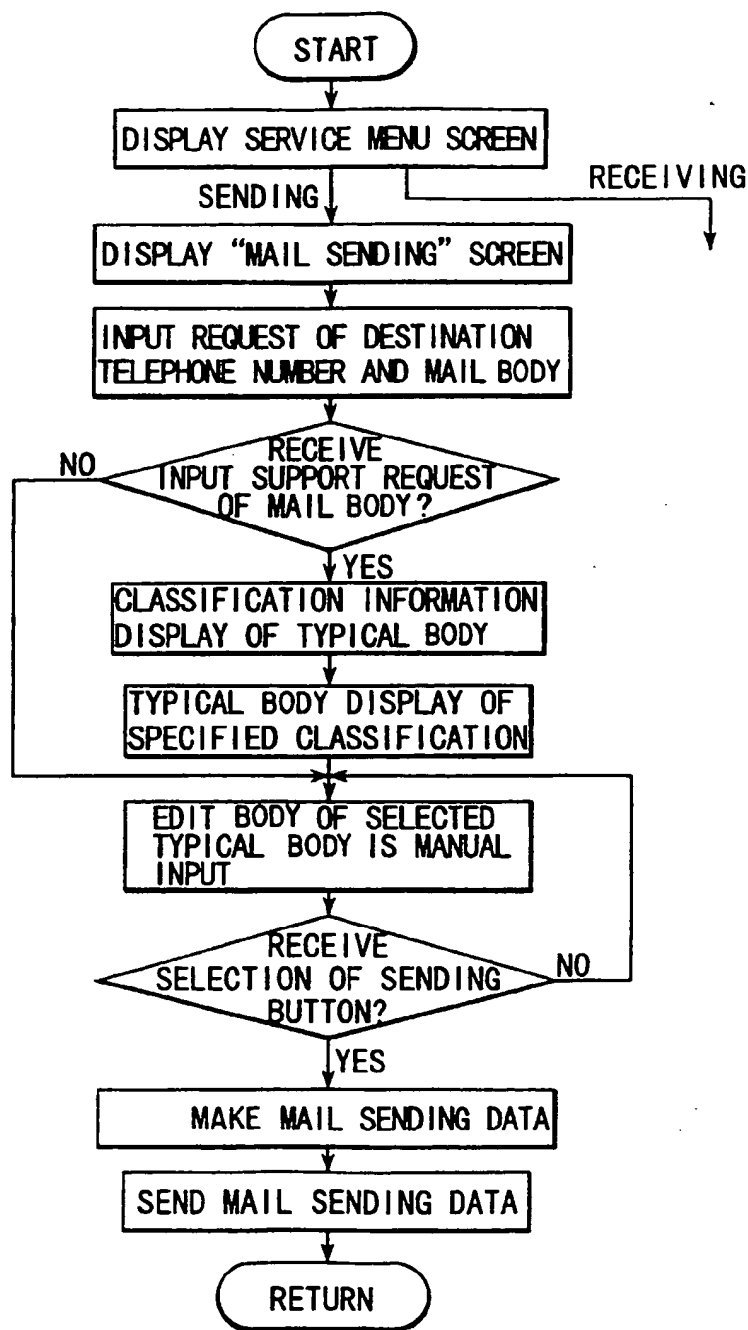 START
DISPLAY SERVICE MENU SCREEN
RECEIVING
SENDING
DISPLAY “MAIL SENDING” SCREEN
INPUT REQUEST OF DESTINATION
TELEPHONE NUMBER AND MAIL BODY
RECEIVE
NO
INPUT SUPPORT REQUEST
OF MAIL BODY?
YES
CLASSIFICATION INFORMATION
DISPLAY OF TYPICAL BODY
TYPICAL BODY DISPLAY OF
SPECIFIED CLASSIFICATION
EDIT BODY OF SELECTED
TYPICAL BODY IS MANUAL
INPUT
RECEIVE
SELECTION OF SENDING
NO
BUTTON?
YES
MAKE MAIL SENDING DATA
SEND MAIL SENDING DATA
RETURN